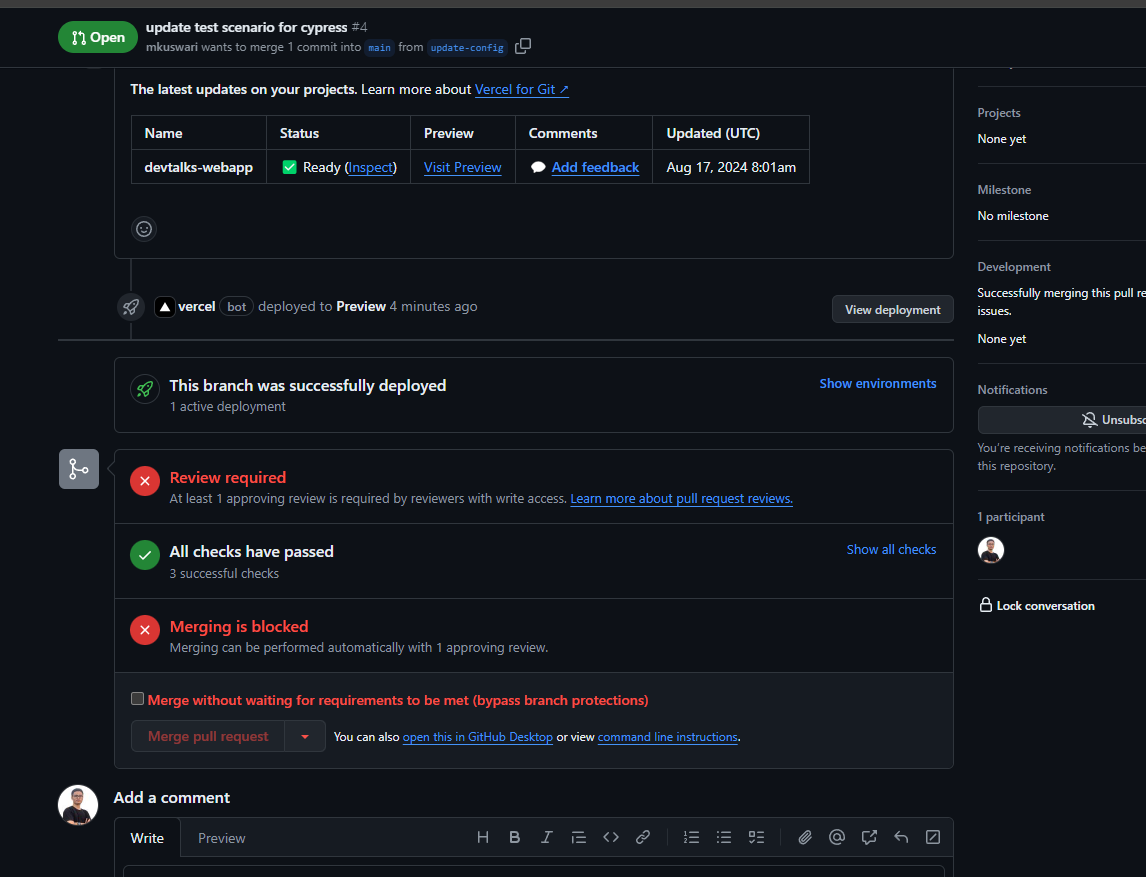 Open
update test scenario for cypress #4
mkuswari wants to merge 1 commit into main from update-config
The latest updates on your projects. Learn more about Vercel for Git ↗
Name Status Preview Comments Updated (UTC)
devtalks-webapp ✅ Ready (Inspect) Visit Preview 💬 Add feedback Aug 17, 2024 8:01am
vercel bot deployed to Preview 4 minutes ago
View deployment
This branch was successfully deployed
1 active deployment
Show environments
Review required
At least 1 approving review is required by reviewers with write access. Learn more about pull request reviews.
All checks have passed
3 successful checks
Show all checks
Merging is blocked
Merging can be performed automatically with 1 approving review.
Merge without waiting for requirements to be met (bypass branch protections)
Merge pull request
You can also open this in GitHub Desktop or view command line instructions.
Add a comment
Write Preview
Projects
None yet
Milestone
No milestone
Development
Successfully merging this pull re
issues.
None yet
Notifications
Unsubsc
You're receiving notifications be
this repository.
1 participant
Lock conversation